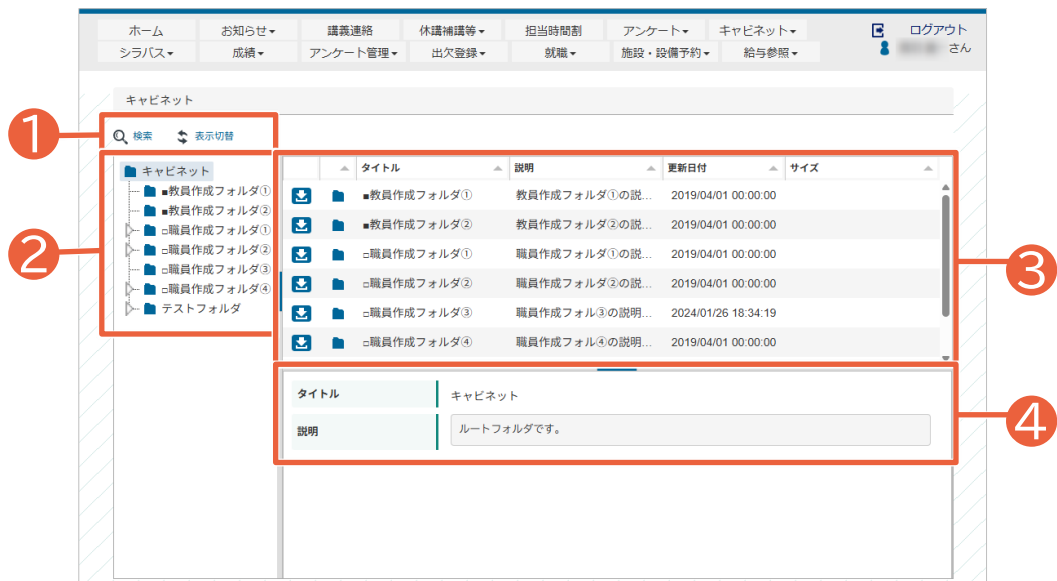 ホーム お知らせ▾ 講義連絡 休講補講等▾ 担当時間割 アンケート▾ キャビネット▾ ログアウト
シラバス▾ 成績▾ アンケート管理▾ 出欠登録▾ 就職▾ 施設・設備予約▾ 給与参照▾ さん
キャビネット
1
検索 表示切替
2
キャビネット
■教員作成フォルダ①
■教員作成フォルダ②
□職員作成フォルダ①
□職員作成フォルダ②
□職員作成フォルダ③
□職員作成フォルダ④
テストフォルダ
3
タイトル 説明 更新日付 サイズ
■教員作成フォルダ① 教員作成フォルダ①の説... 2019/04/01 00:00:00
■教員作成フォルダ② 教員作成フォルダ②の説... 2019/04/01 00:00:00
□職員作成フォルダ① 職員作成フォルダ①の説... 2019/04/01 00:00:00
□職員作成フォルダ② 職員作成フォルダ②の説... 2019/04/01 00:00:00
□職員作成フォルダ③ 職員作成フォル③の説明... 2024/01/26 18:34:19
□職員作成フォルダ④ 職員作成フォル④の説明... 2019/04/01 00:00:00
4
タイトル キャビネット
説明 ルートフォルダです。